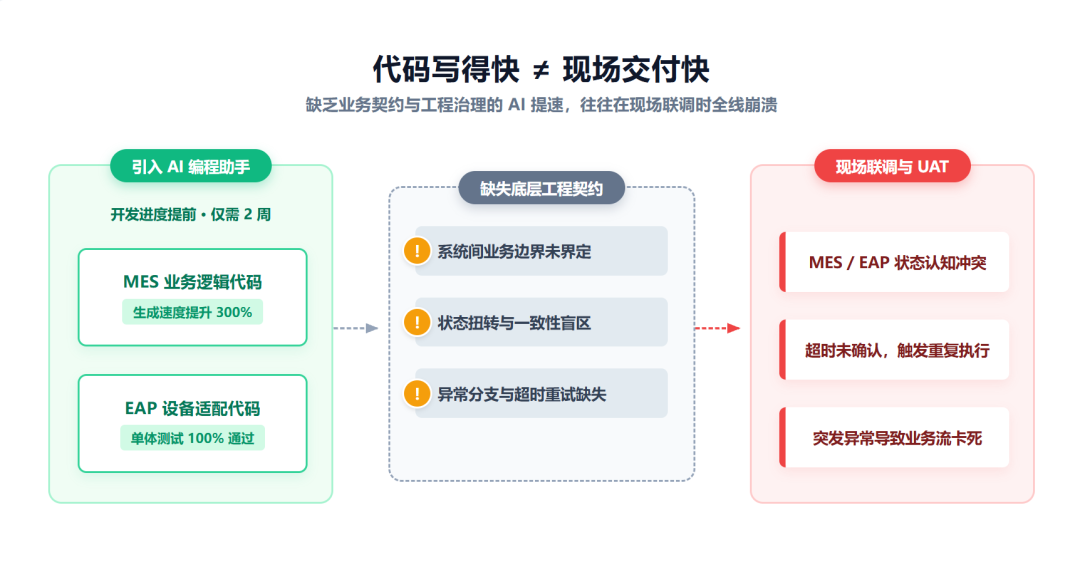 代码写得快 ≠ 现场交付快
缺乏业务契约与工程治理的 AI 提速，往往在现场联调时全线崩溃
引入 AI 编程助手
开发进度提前 · 仅需 2 周
MES 业务逻辑代码
生成速度提升 300%
EAP 设备适配代码
单体测试 100% 通过
缺失底层工程契约
! 系统间业务边界未界定
! 状态扭转与一致性盲区
! 异常分支与超时重试缺失
现场联调与 UAT
MES / EAP 状态认知冲突
超时未确认，触发重复执行
突发异常导致业务流卡死